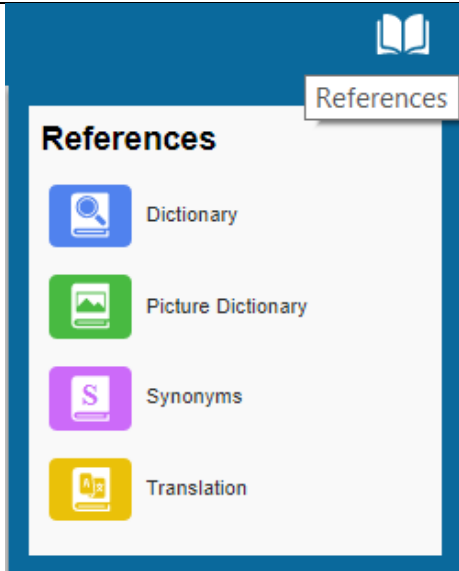 References
References
Dictionary
Picture Dictionary
S
Synonyms
A
Translation